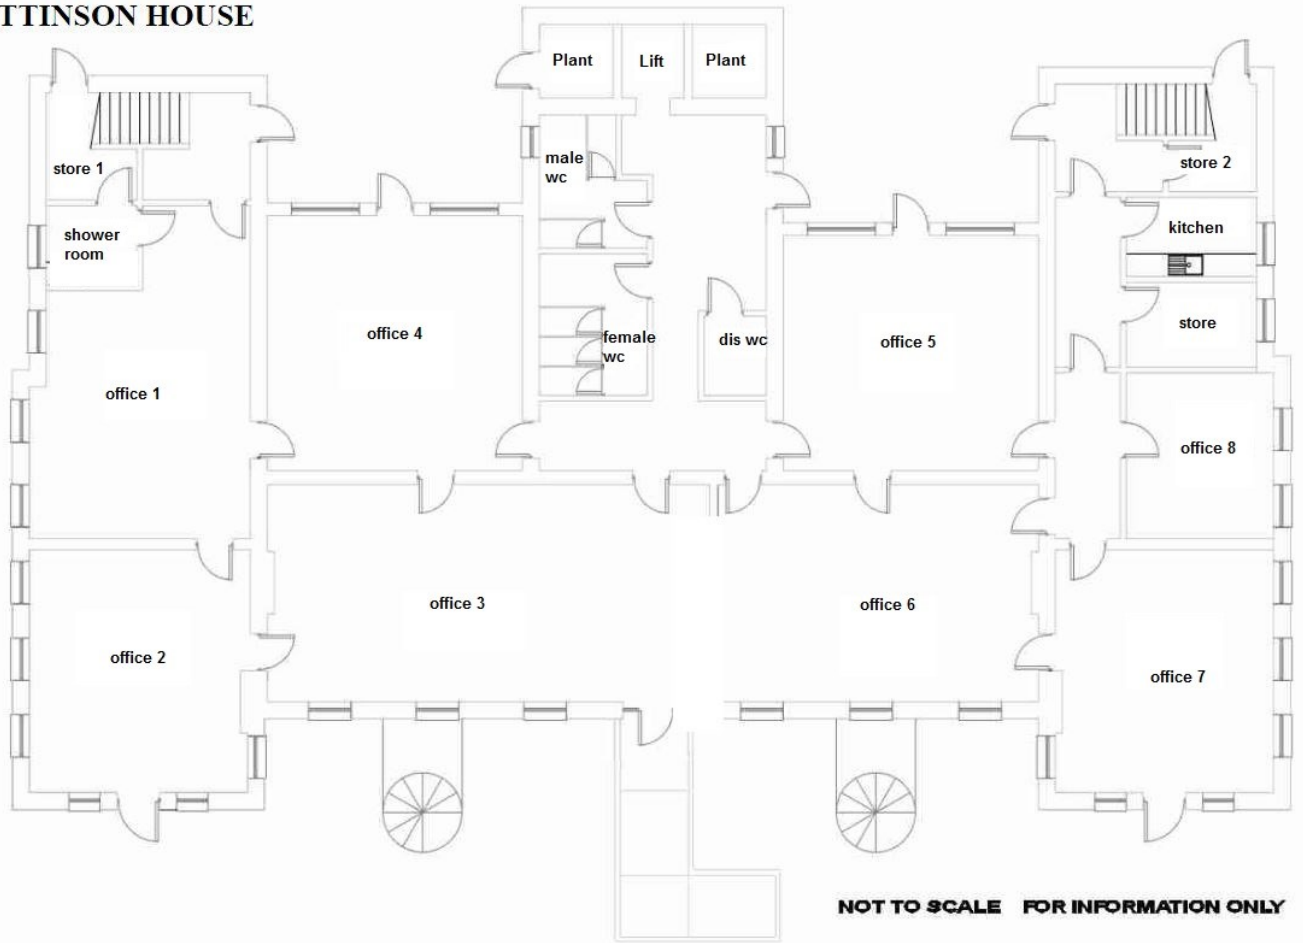 TTINSON HOUSE
Plant
Lift
Plant
male
wc
store 1
store 2
shower
room
kitchen
store
office 4
female
wc
dis wc
office 5
office 1
office 8
office 3
office 6
office 2
office 7
NOT TO SCALE FOR INFORMATION ONLY